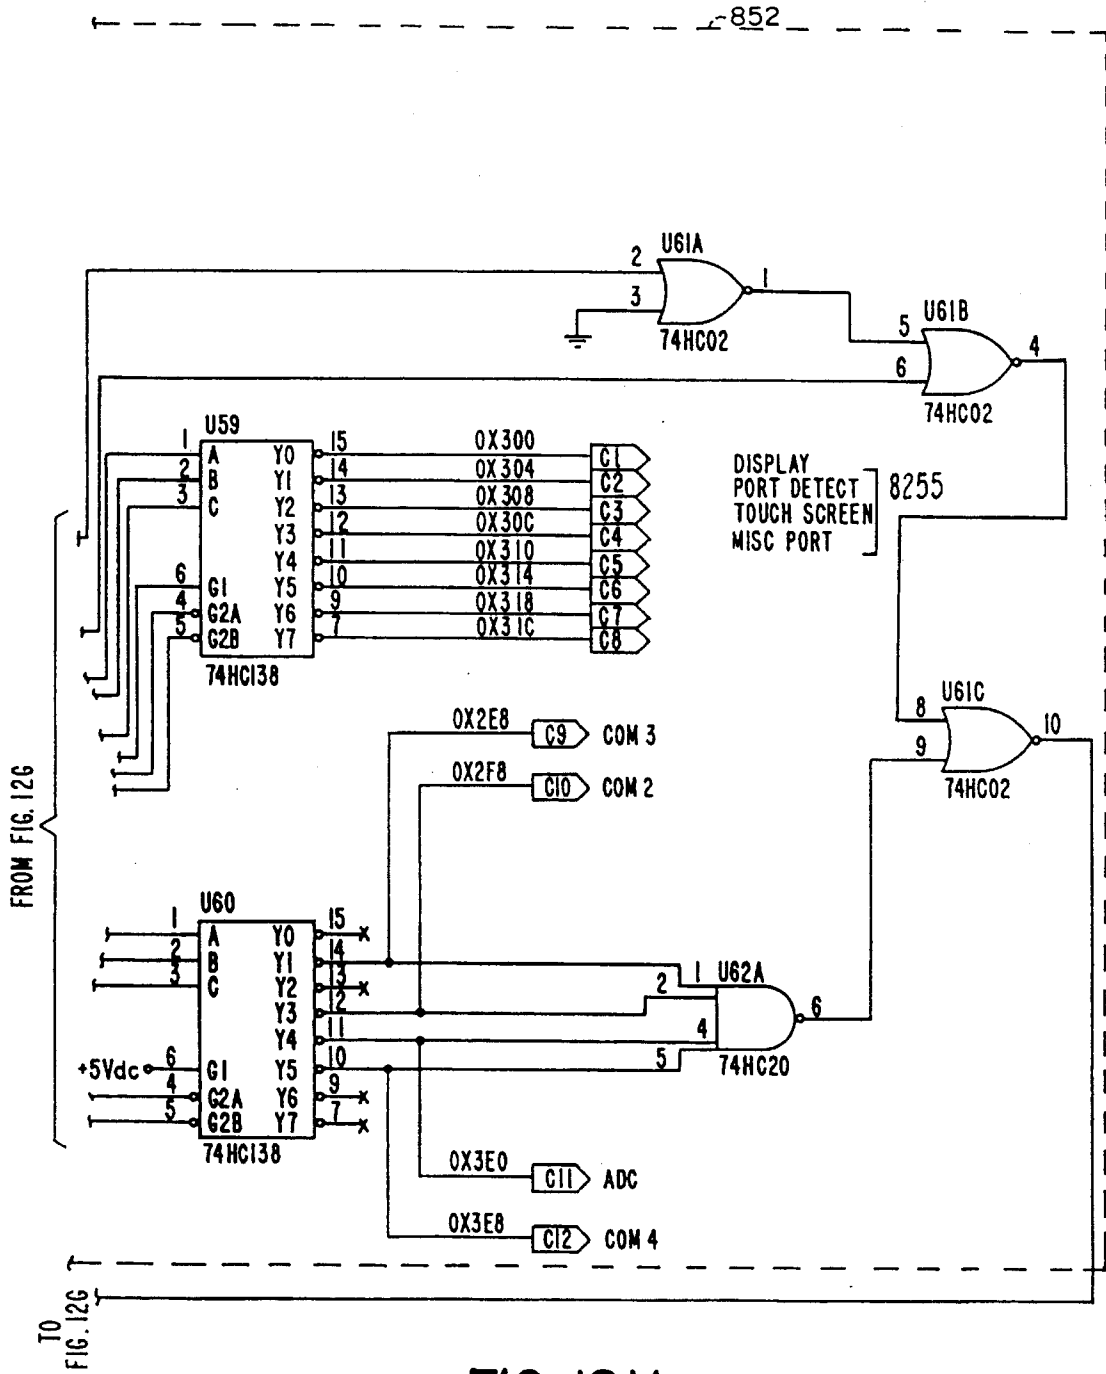 852
U61A
2
3
1
74HC02
U61B
5
6
4
74HC02
U59
1 A Y0 15 0X300 C1
2 B Y1 14 0X304 C2
3 C Y2 13 0X308 C3
Y3 12 0X30C C4
Y4 11 0X310 C5
6 G1 Y5 10 0X314 C6
4 G2A Y6 9 0X318 C7
5 G2B Y7 7 0X31C C8
74HC138
DISPLAY
PORT DETECT
TOUCH SCREEN
MISC PORT
8255
U61C
8
9
10
74HC02
0X2E8 C9 COM 3
0X2F8 C10 COM 2
FROM FIG. 12G
U60
1 A Y0 15 X
2 B Y1 14
3 C Y2 13 X
Y3 12
Y4 11
+5Vdc 6 G1 Y5 10
4 G2A Y6 9 X
5 G2B Y7 7 X
74HC138
1 U62A
2
4
5
6
74HC20
0X3E0 C11 ADC
0X3E8 C12 COM 4
TO
FIG. 12G